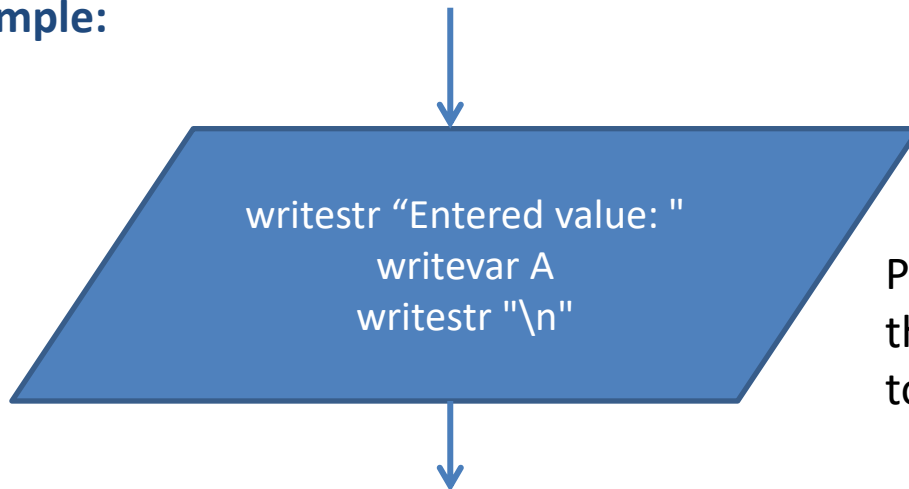 mple:
writestr “Entered value: "
writevar A
writestr "\n"
P
th
to